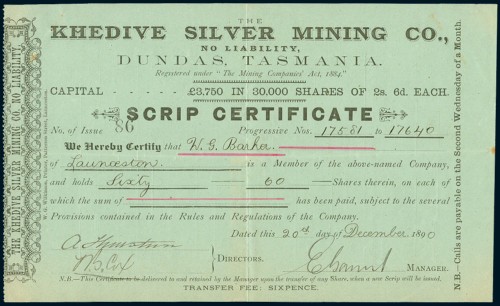 THE
KHEDIVE SILVER MINING CO.,
NO LIABILITY,
DUNDAS, TASMANIA.
Registered under "The Mining Companies' Act, 1884."
CAPITAL - - - - £3,750 IN 30,000 SHARES OF 2s. 6d. EACH.
SCRIP CERTIFICATE
No. of Issue 86 Progressive Nos. 17581 to 17640
We Hereby Certify that W. G. Barker
of Launceston is a Member of the above-named Company,
and holds Sixty 60 Shares therein, on each of
which the sum of has been paid, subject to the several
Provisions contained in the Rules and Regulations of the Company.
Dated this 20th day of December 1890
DIRECTORS.
MANAGER.
N.B.—This Certificate to be delivered to and retained by the Manager upon the transfer of any Share, when a new Scrip will be issued.
TRANSFER FEE: SIXPENCE.
THE KHEDIVE SILVER MINING CO., NO LIABILITY.
N.B.—Calls are payable on the Second Wednesday of a Month.